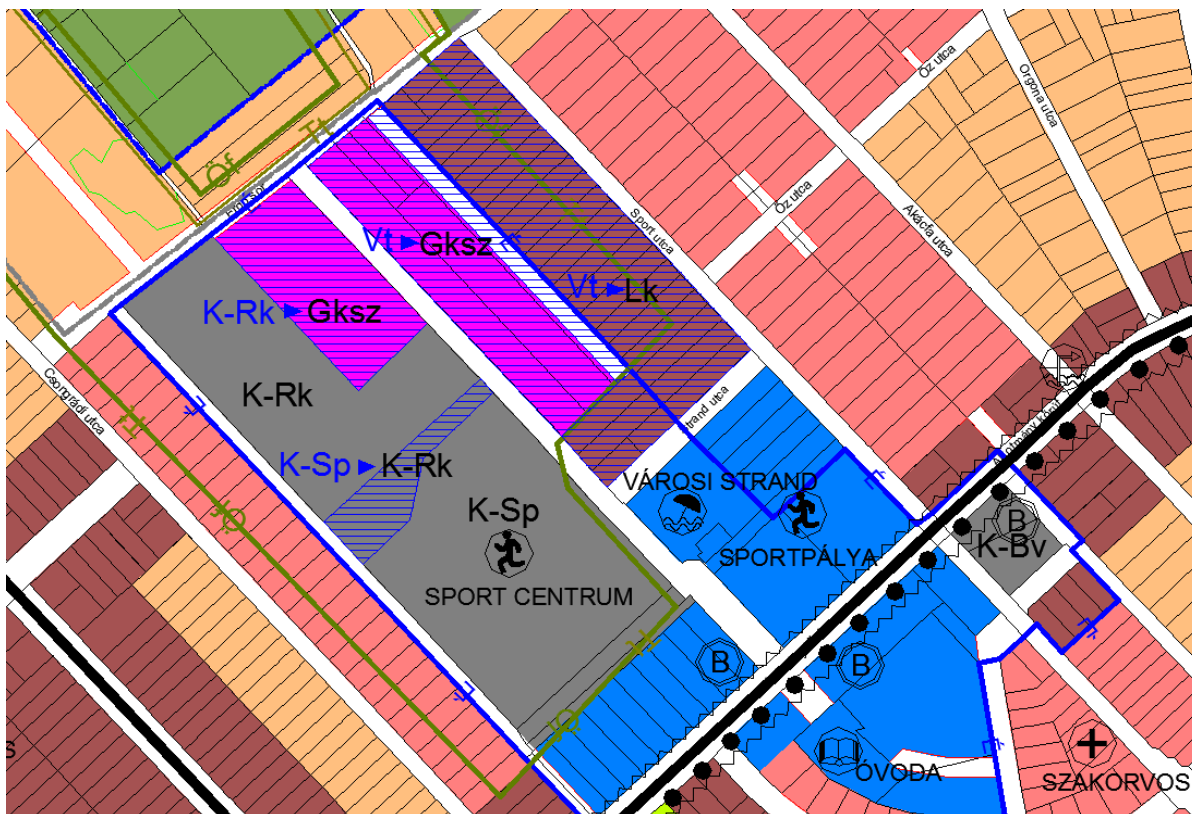 Őz utca
Orgona utca
Öf
Tt
Sport utca
Őz utca
Akácfa utca
Vt ► Gksz
Vt ► Lk
K-Rk ► Gksz
Csongrádi utca
K-Rk
K-Sp ► K-Rk
VÁROSI STRAND
K-Sp
SPORTPÁLYA
B
K-Bv
SPORT CENTRUM
B
B
ÓVODA
SZAKORVOS